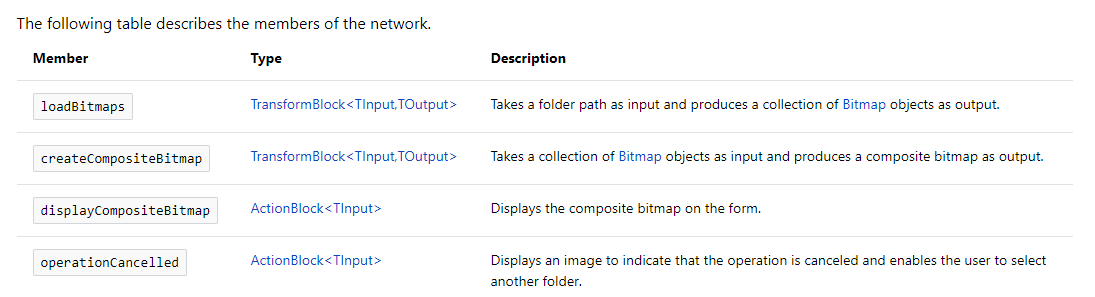 The following table describes the members of the network.
Member Type Description
loadBitmaps TransformBlock<TInput,TOutput> Takes a folder path as input and produces a collection of Bitmap objects as output.
createCompositeBitmap TransformBlock<TInput,TOutput> Takes a collection of Bitmap objects as input and produces a composite bitmap as output.
displayCompositeBitmap ActionBlock<TInput> Displays the composite bitmap on the form.
operationCancelled ActionBlock<TInput> Displays an image to indicate that the operation is canceled and enables the user to select
another folder.